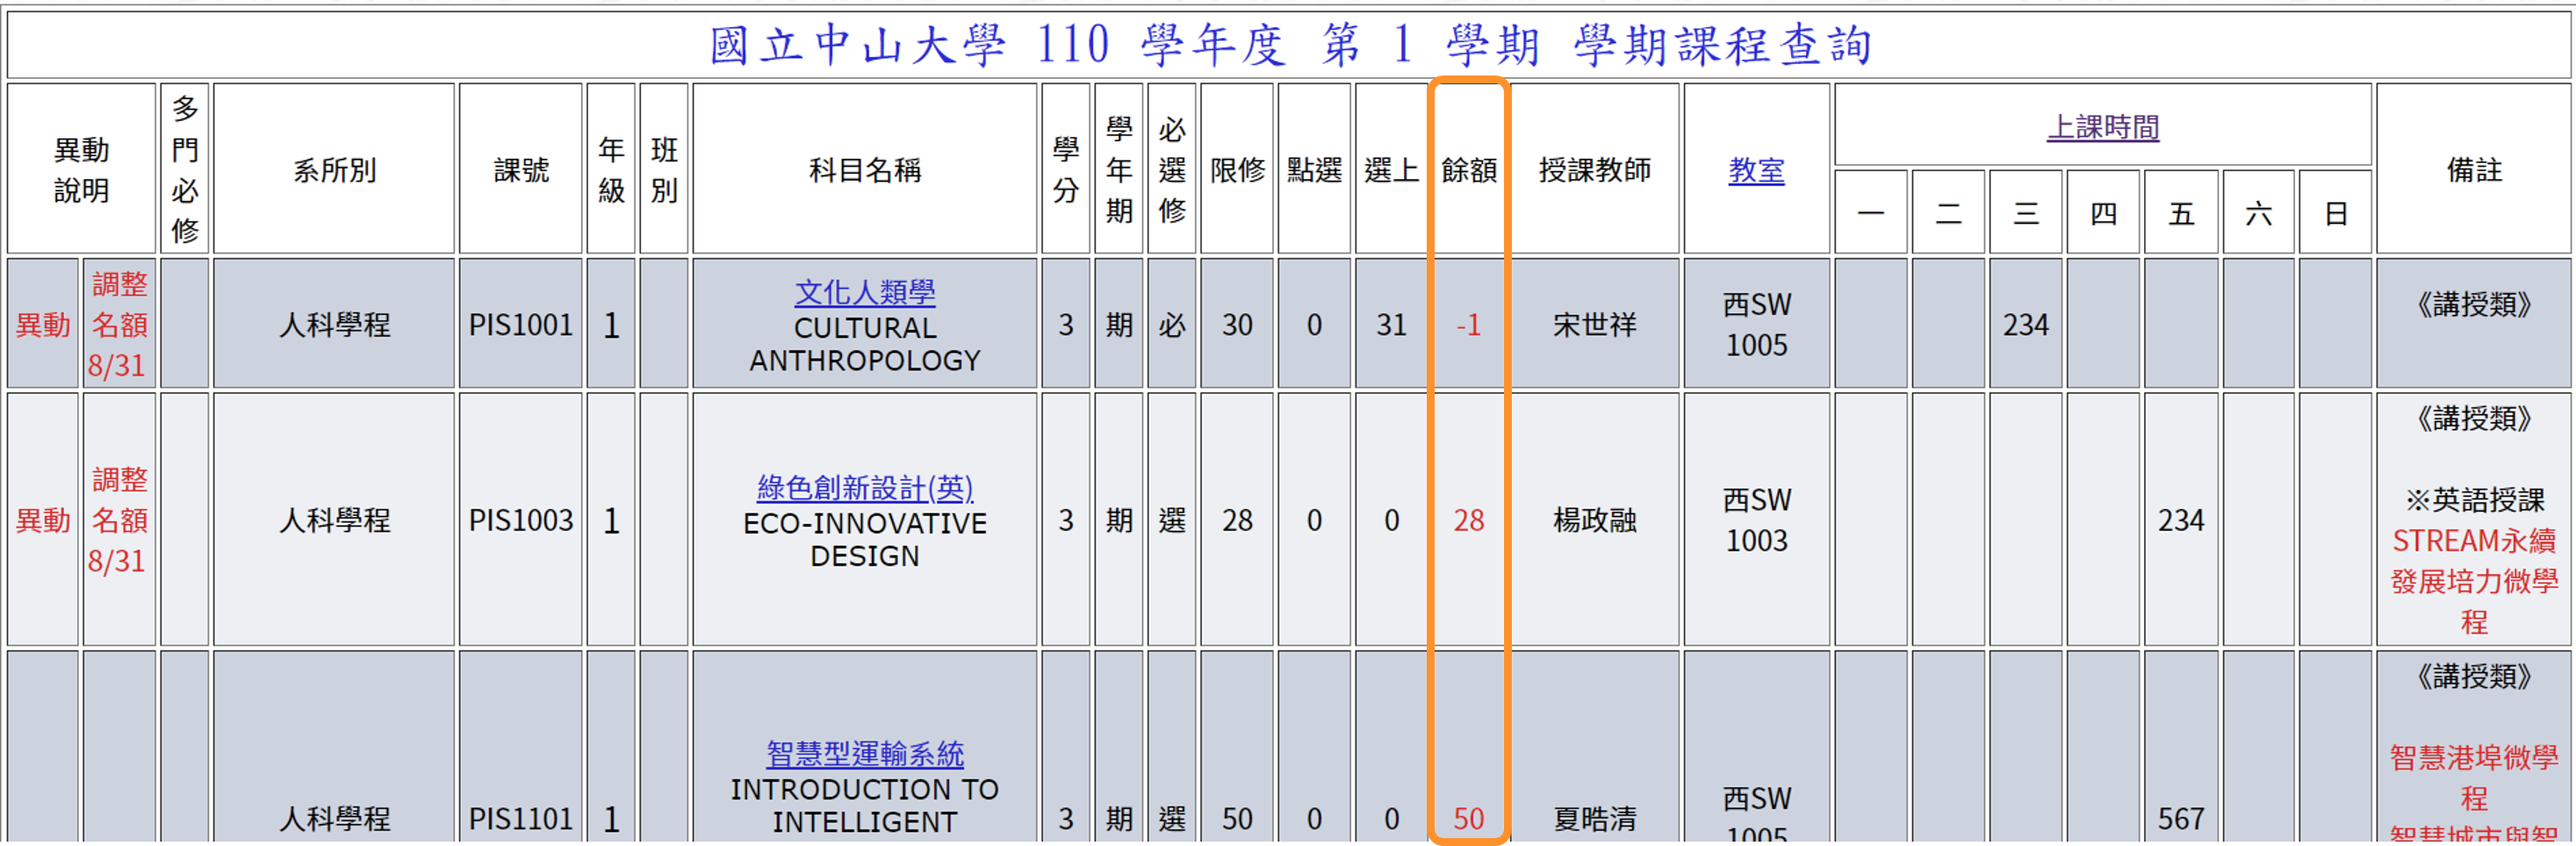 國立中山大學 110 學年度 第 1 學期 學期課程查詢
異動
說明
多
門
必
修
系所別
課號
年
級
班
別
科目名稱
學
分
學
年
期
必
選
修
限修
點選
選上
餘額
授課教師
教室
上課時間
一 二 三 四 五 六 日
備註
異動
調整
名額
8/31
人科學程
PIS1001
1
文化人類學
CULTURAL
ANTHROPOLOGY
3
期
必
30
0
31
-1
宋世祥
西SW
1005
234
《講授類》
異動
調整
名額
8/31
人科學程
PIS1003
1
綠色創新設計(英)
ECO-INNOVATIVE
DESIGN
3
期
選
28
0
0
28
楊政融
西SW
1003
234
《講授類》
※英語授課
STREAM永續
發展培力微學
程
人科學程
PIS1101
1
智慧型運輸系統
INTRODUCTION TO
INTELLIGENT
3
期
選
50
0
0
50
夏晧清
西SW
1005
567
《講授類》
智慧港埠微學
程
智慧城市與智